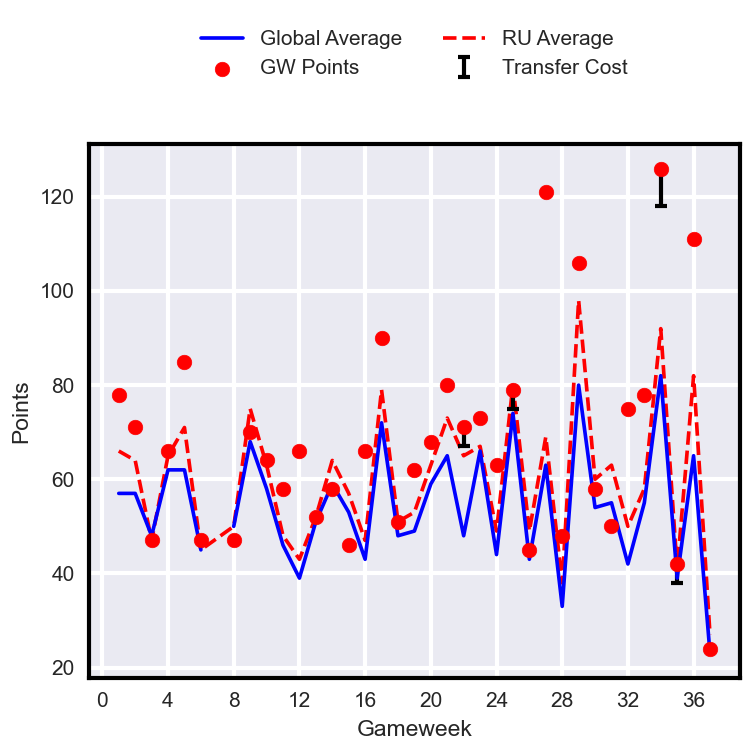 Global Average
RU Average
GW Points
Transfer Cost
120
100
80
60
40
20
Points
0 4 8 12 16 20 24 28 32 36
Gameweek